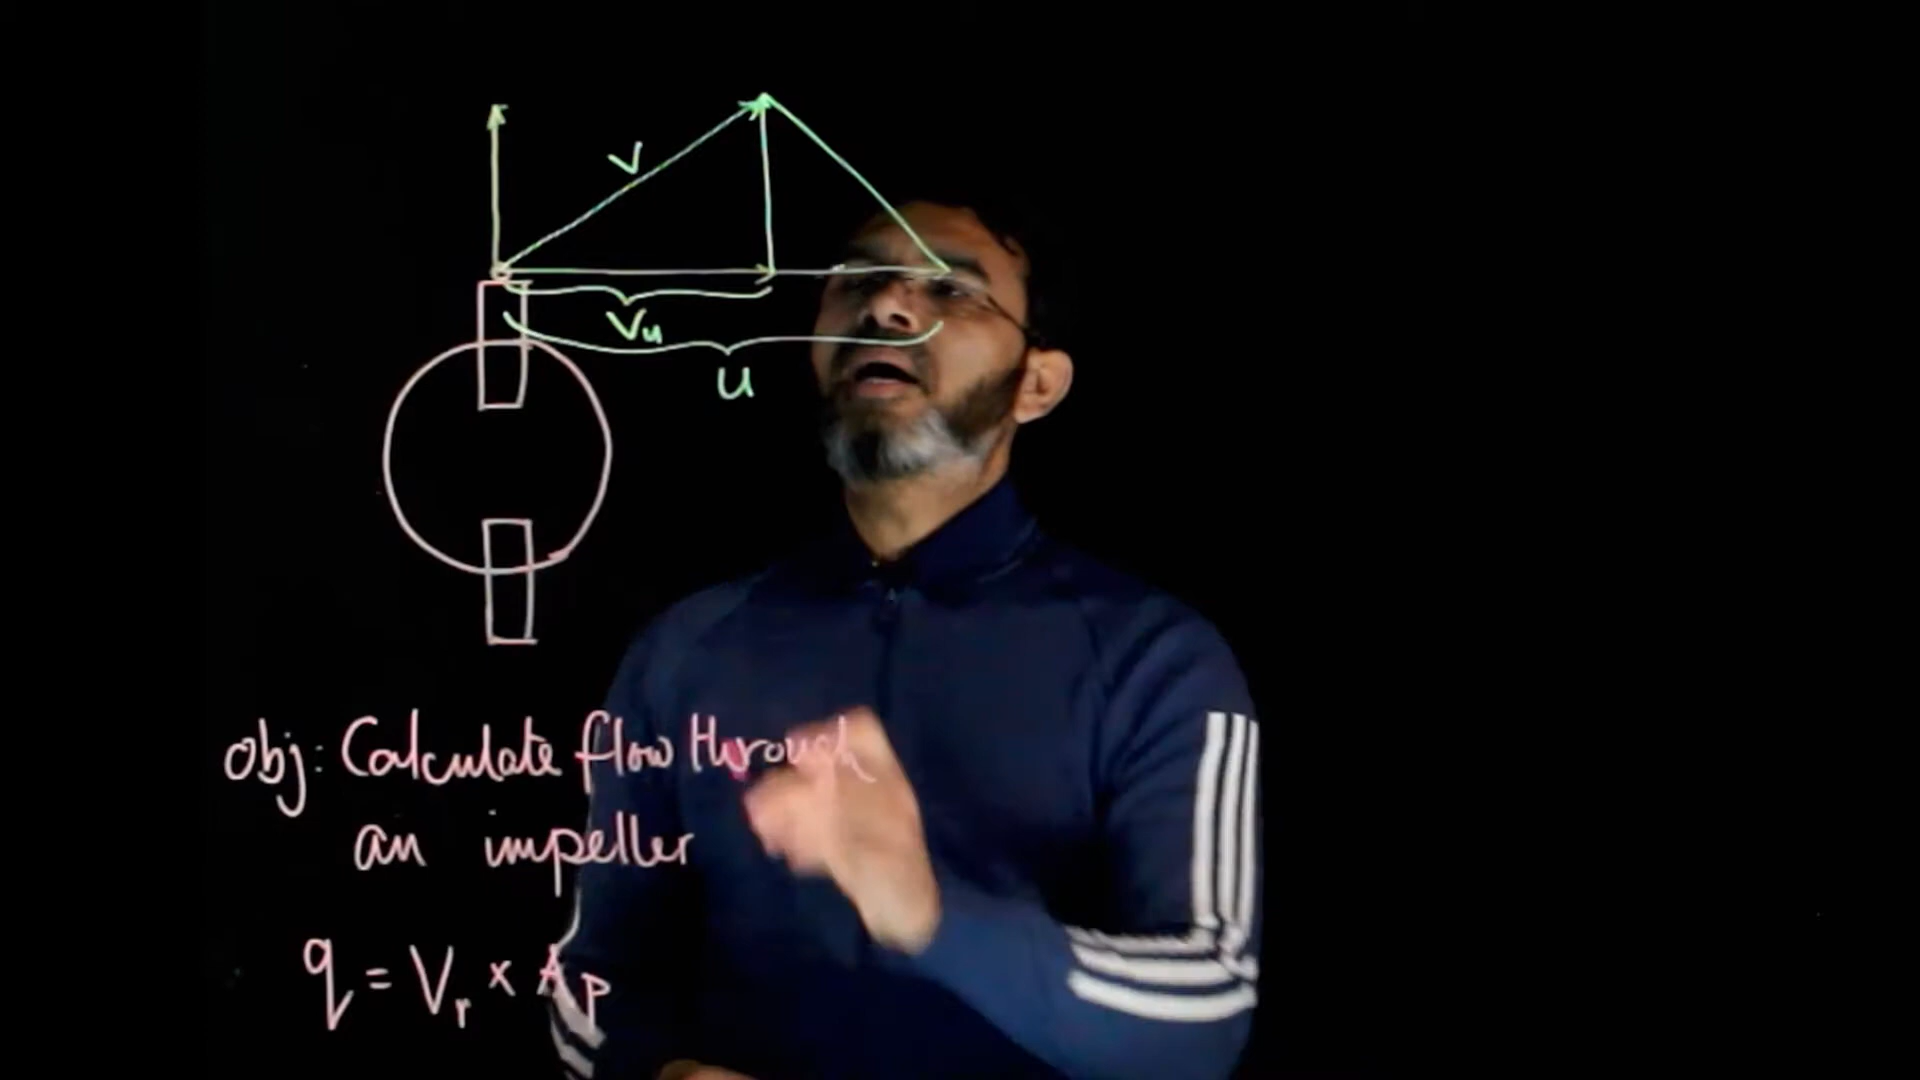 V
Vu
u
Obj: Calculate flow through
an impeller
q = Vr × Ap